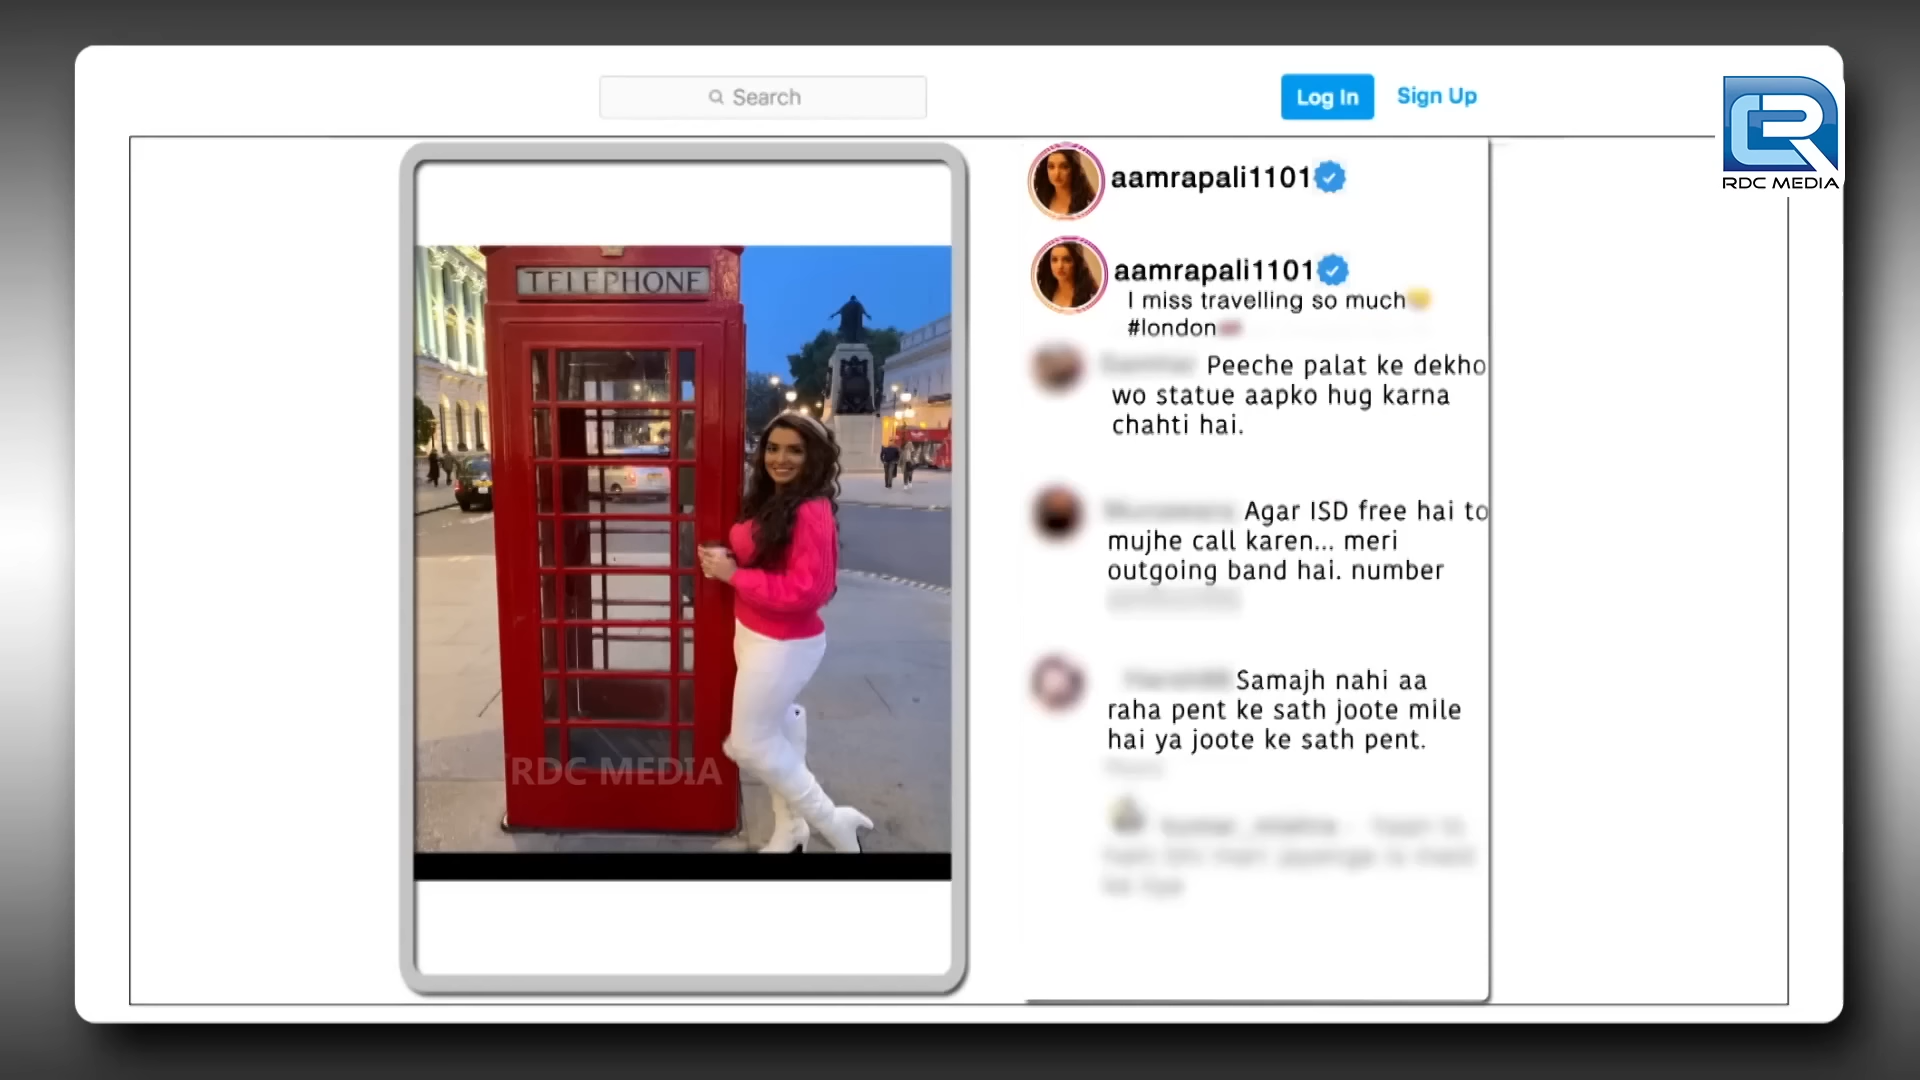 Search
Log In
Sign Up
RDC MEDIA
TELEPHONE
RDC MEDIA
aamrapali1101
aamrapali1101
I miss travelling so much
#london
Peeche palat ke dekho
wo statue aapko hug karna
chahti hai.
Agar ISD free hai to
mujhe call karen... meri
outgoing band hai. number
Samajh nahi aa
raha pent ke sath joote mile
hai ya joote ke sath pent.